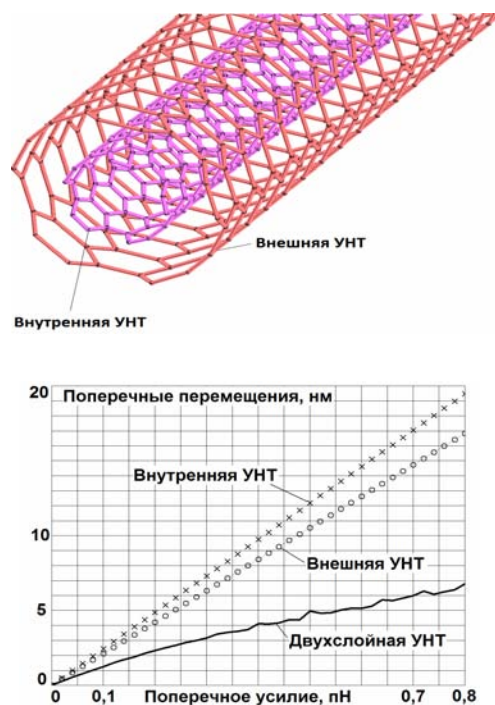 Внешняя УНТ
Внутренняя УНТ
20
Поперечные перемещения, нм
Внутренняя УНТ
10
Внешняя УНТ
5
Двухслойная УНТ
0
0 0,1 Поперечное усилие, пН 0,7 0,8